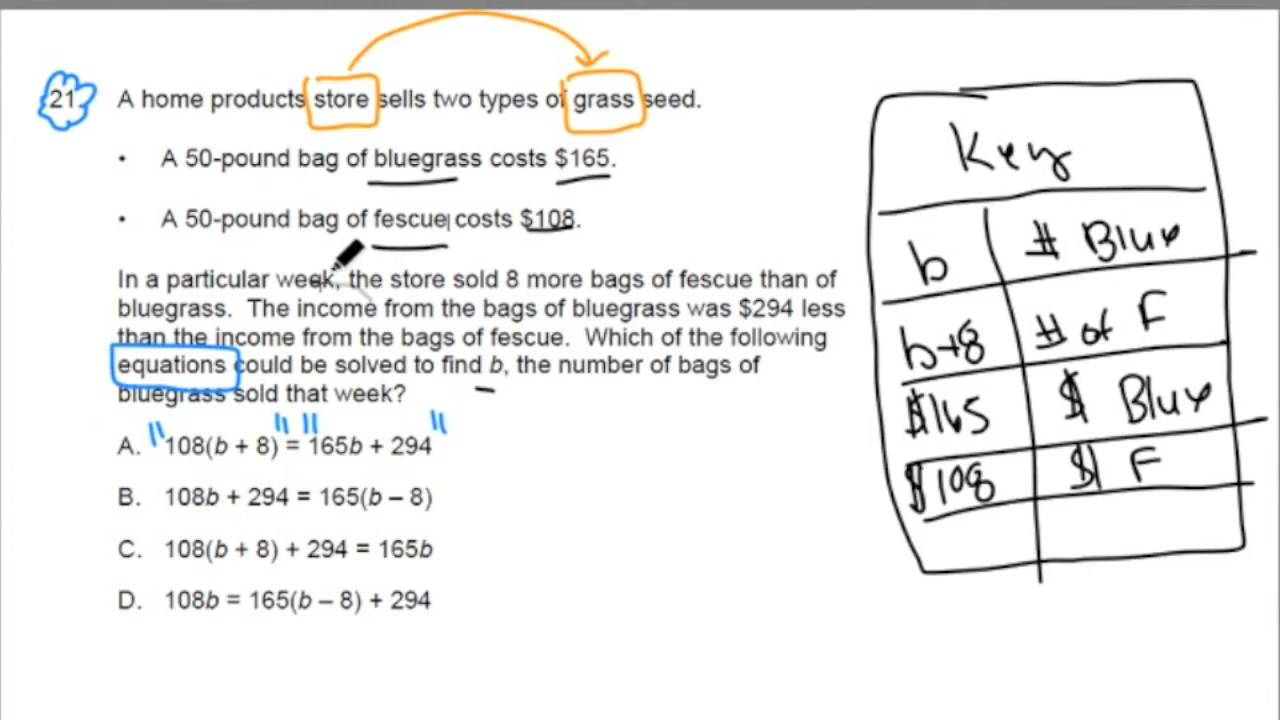 21 A home products store sells two types of grass seed.
• A 50-pound bag of bluegrass costs $165.
• A 50-pound bag of fescue costs $108.
In a particular week, the store sold 8 more bags of fescue than of
bluegrass. The income from the bags of bluegrass was $294 less
than the income from the bags of fescue. Which of the following
equations could be solved to find b, the number of bags of
bluegrass sold that week?
A. 108(b + 8) = 165b + 294
B. 108b + 294 = 165(b – 8)
C. 108(b + 8) + 294 = 165b
D. 108b = 165(b – 8) + 294
Key
b # Blue
b+8 # of F
$165 $ Blue
$108 $ F